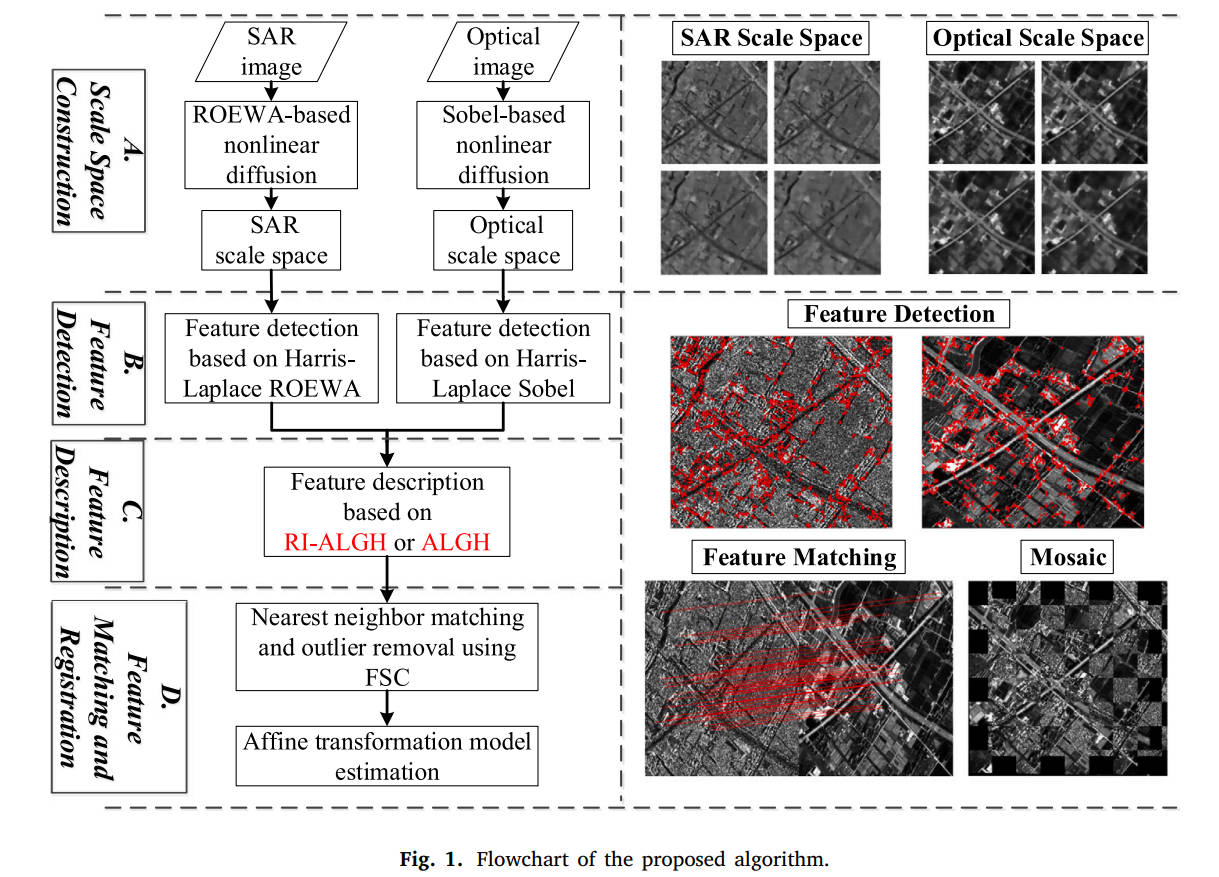 SAR
image
Optical
image
A.
Scale Space
Construction
ROEWA-based
nonlinear
diffusion
Sobel-based
nonlinear
diffusion
SAR
scale space
Optical
scale space
B.
Feature
Detection
Feature detection
based on Harris-
Laplace ROEWA
Feature detection
based on Harris-
Laplace Sobel
C.
Feature
Description
Feature description
based on
RI-ALGH or ALGH
D.
Feature
Matching and
Registration
Nearest neighbor matching
and outlier removal using
FSC
Affine transformation model
estimation
SAR Scale Space
Optical Scale Space
Feature Detection
Feature Matching
Mosaic
Fig. 1. Flowchart of the proposed algorithm.